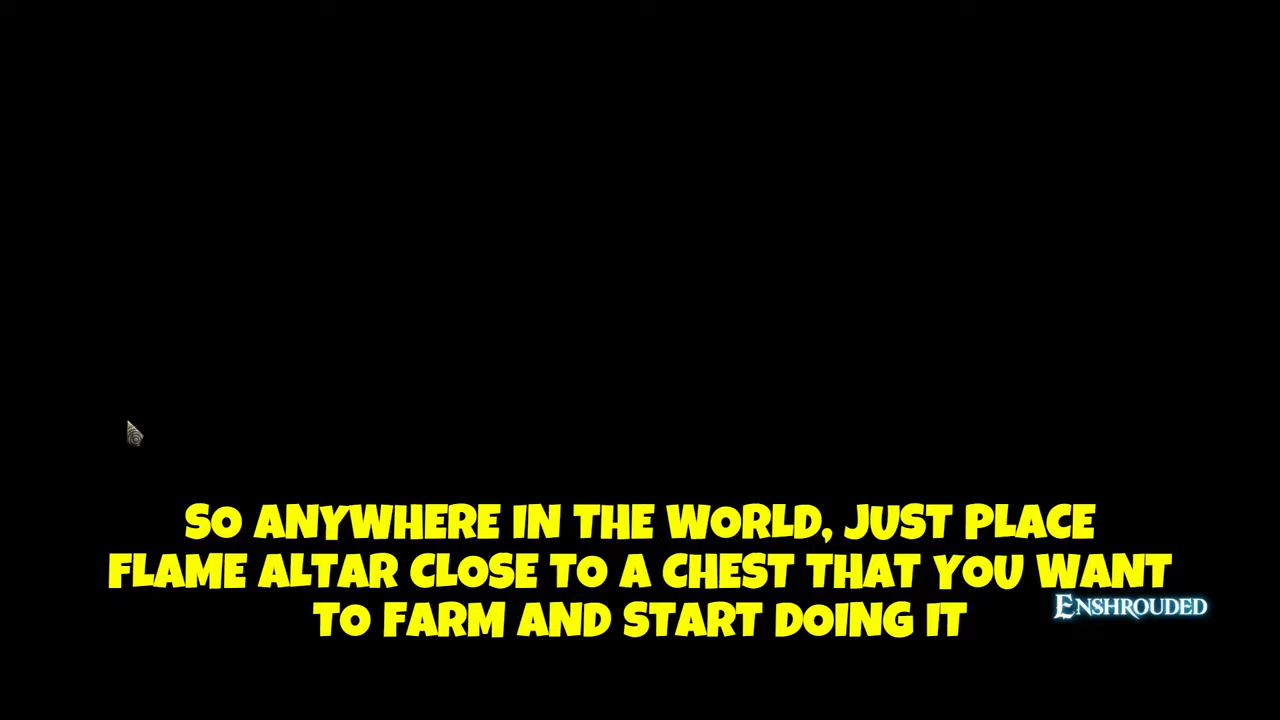 SO ANYWHERE IN THE WORLD, JUST PLACE
FLAME ALTAR CLOSE TO A CHEST THAT YOU WANT
TO FARM AND START DOING IT
ENSHROUDED